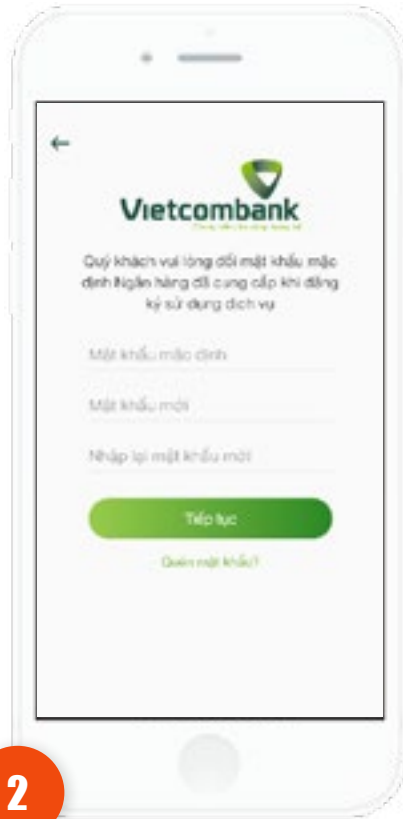 Vietcombank
Quý khách vui lòng đổi mật khẩu mặc
định Ngân hàng đã cung cấp khi đăng
ký sử dụng dịch vụ
Mật khẩu mặc định
Mật khẩu mới
Nhập lại mật khẩu mới
Tiếp tục
Quên mật khẩu?
2